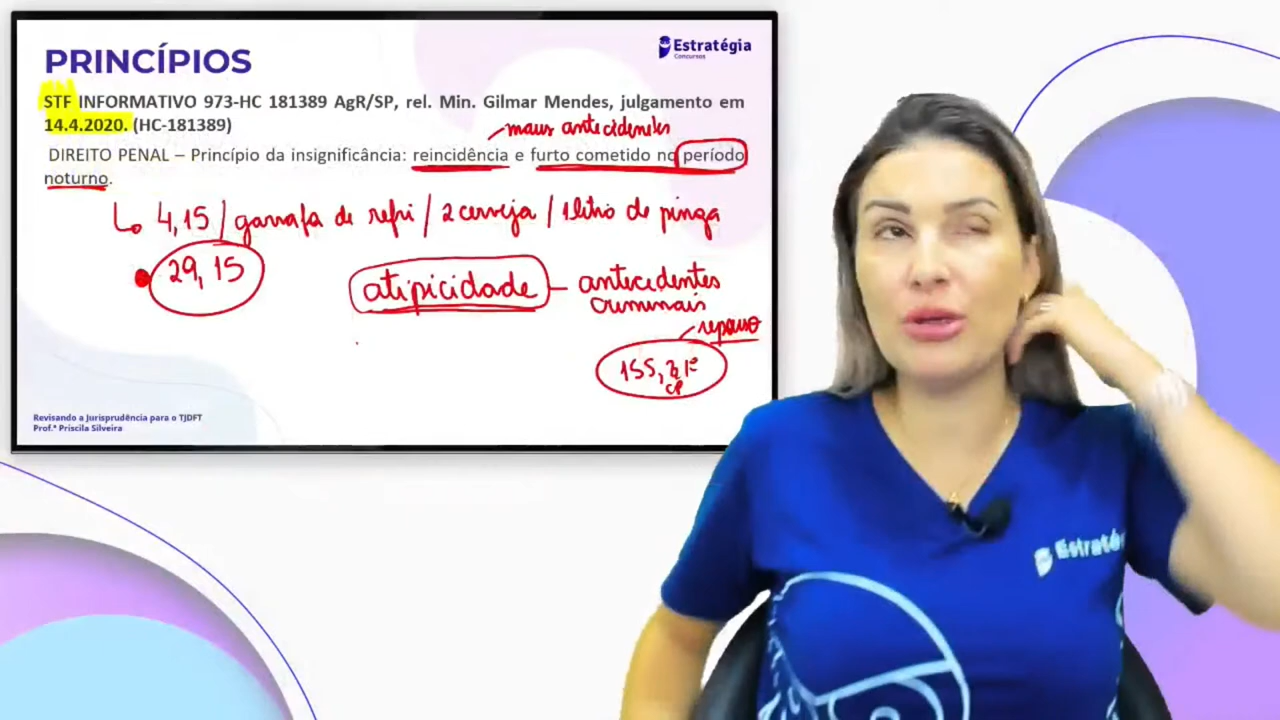 PRINCÍPIOS
Estratégia
Concursos
STF INFORMATIVO 973-HC 181389 AgR/SP, rel. Min. Gilmar Mendes, julgamento em
14.4.2020. (HC-181389)
maus antecedentes
DIREITO PENAL – Princípio da insignificância: reincidência e furto cometido no período
noturno.
4,15 / garrafa de refri / 2 cerveja / 1 litro de pinga
29,15
atipicidade — antecedentes
criminais
repouso
155, § 1º
CP
Revisando a Jurisprudência para o TJDFT
Prof.ª Priscila Silveira
Estraté